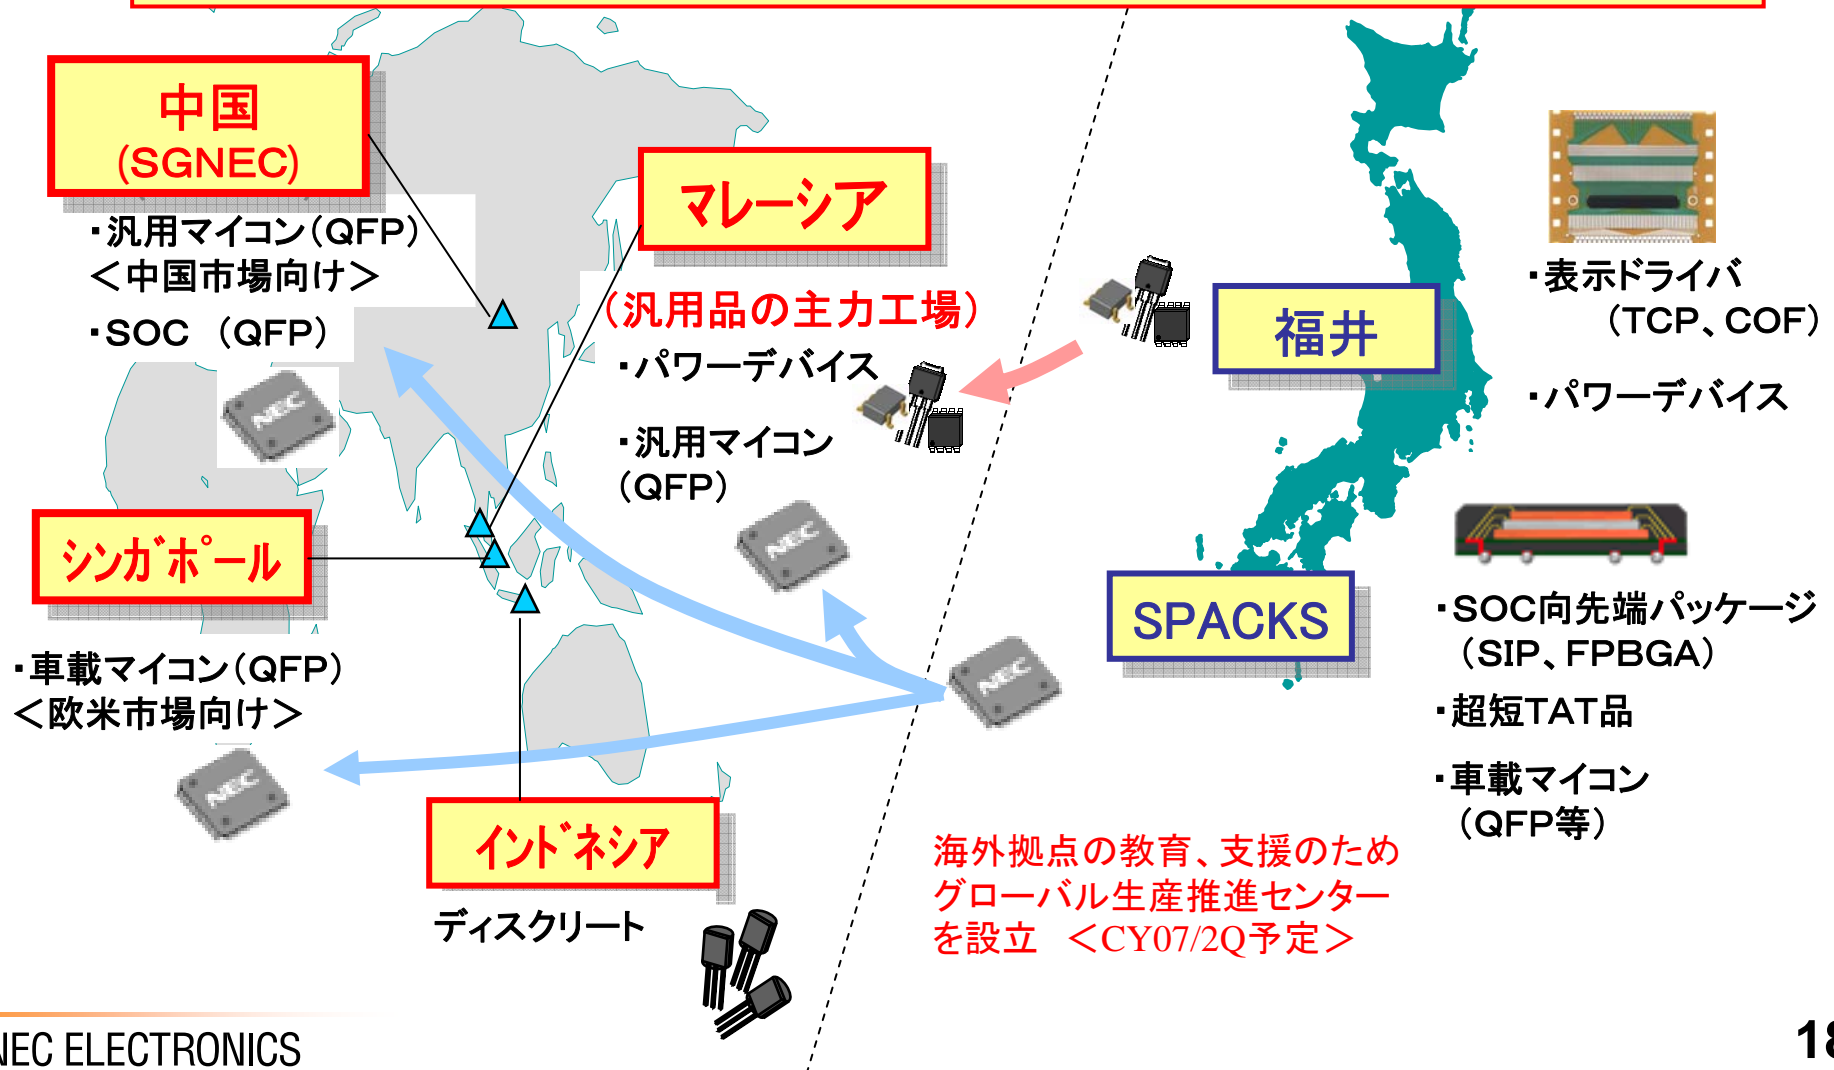 中国
(SGNEC)
・汎用マイコン(QFP)
＜中国市場向け＞
・SOC (QFP)
マレーシア
(汎用品の主力工場)
・パワーデバイス
・汎用マイコン
(QFP)
シンガポール
・車載マイコン(QFP)
＜欧米市場向け＞
インドネシア
ディスクリート
福井
・表示ドライバ
(TCP、COF)
・パワーデバイス
SPACKS
・SOC向先端パッケージ
(SIP、FPBGA)
・超短TAT品
・車載マイコン
(QFP等)
海外拠点の教育、支援のため
グローバル生産推進センター
を設立 ＜CY07/2Q予定＞
NEC
NEC
NEC
NEC
NEC ELECTRONICS
18